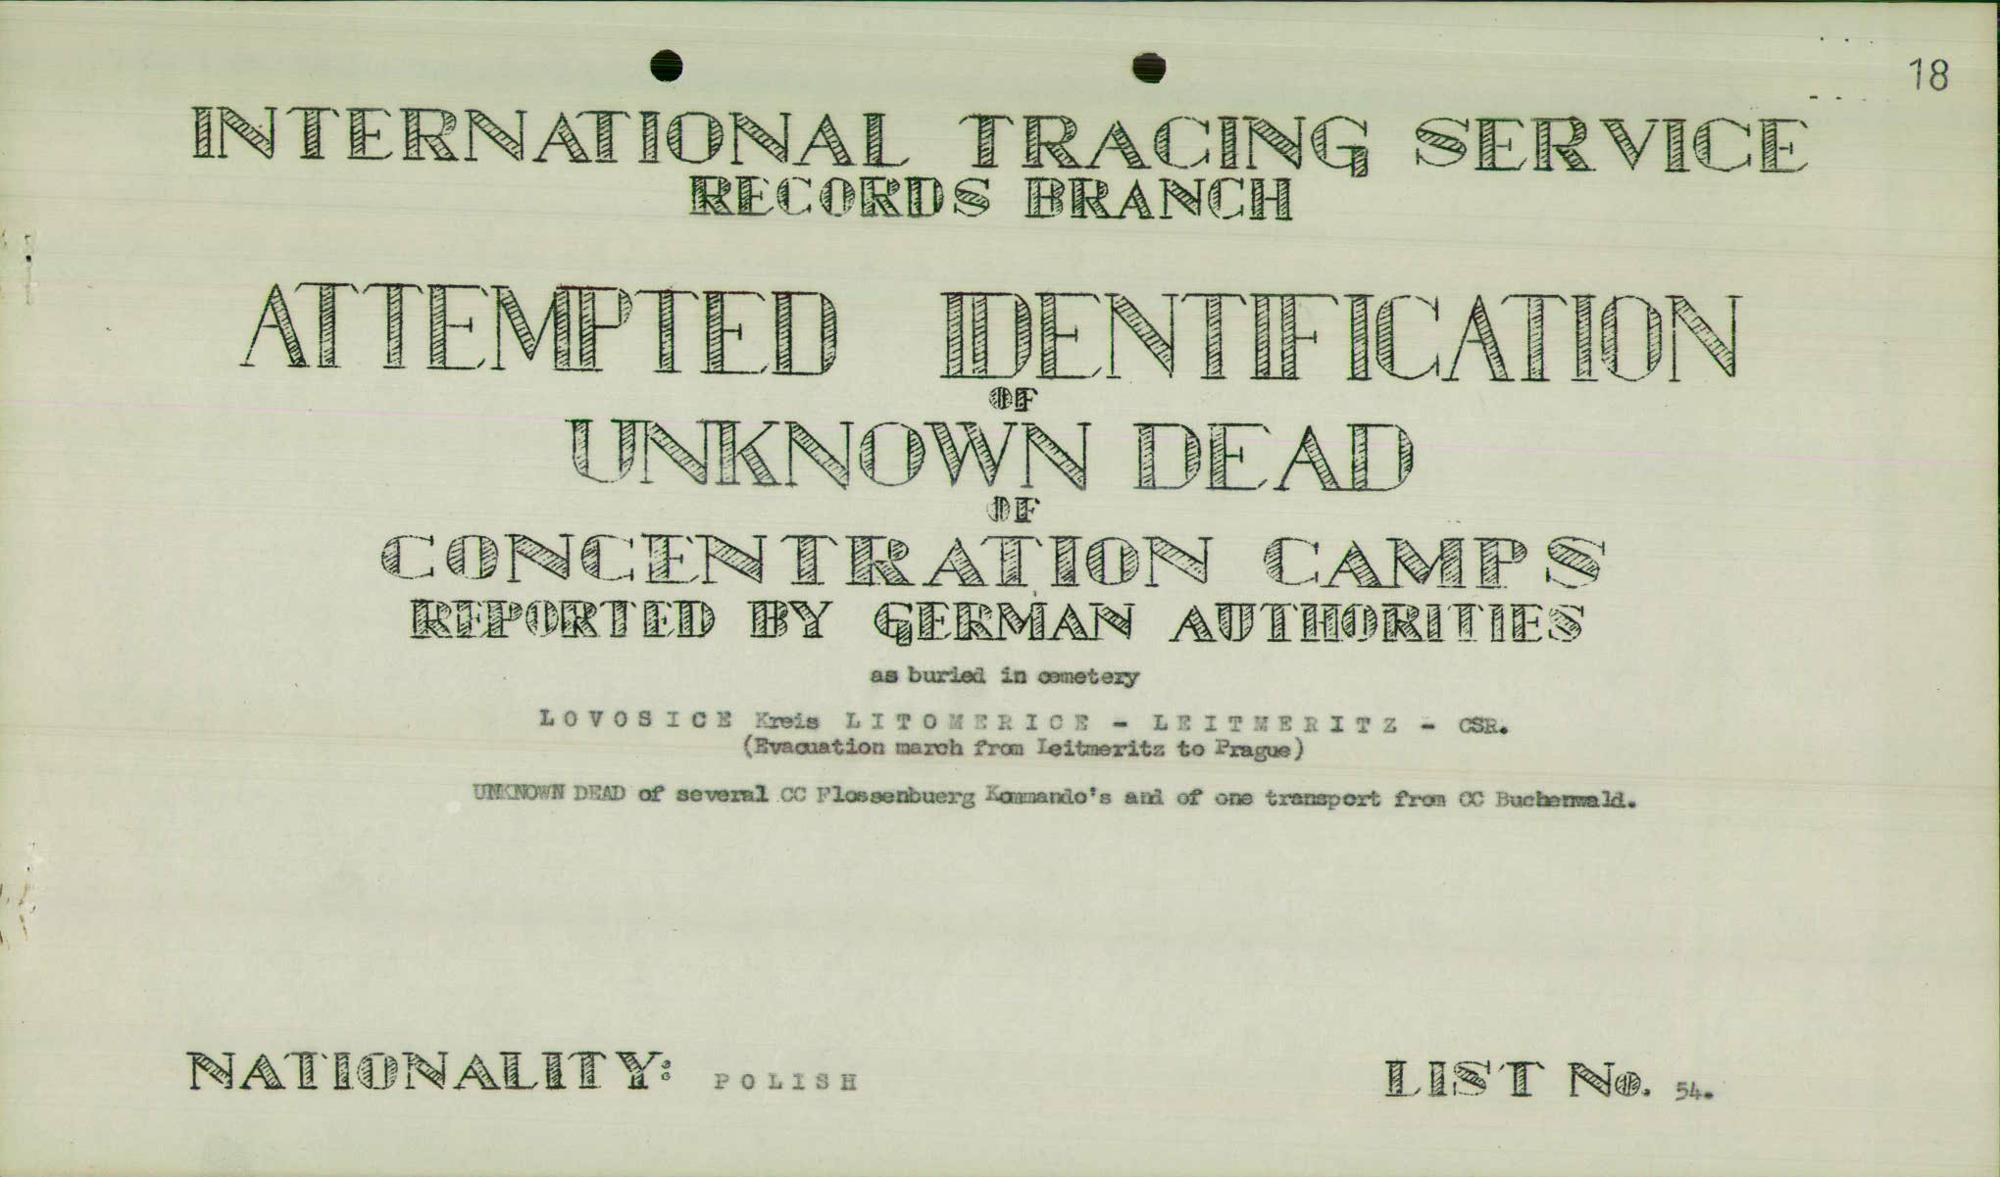 18
INTERNATIONAL TRACING SERVICE
RECORDS BRANCH
ATTEMPTED IDENTIFICATION
OF
UNKNOWN DEAD
OF
CONCENTRATION CAMPS
REPORTED BY GERMAN AUTHORITIES
as buried in cemetery
LOVOSICE Kreis LITOMERICE - LEITMERITZ - CSR.
(Evacuation march from Leitmeritz to Prague)
UNKNOWN DEAD of several CC Flossenbuerg Kommando's and of one transport from CC Buchenwald.
NATIONALITY: POLISH
LIST No. 54.